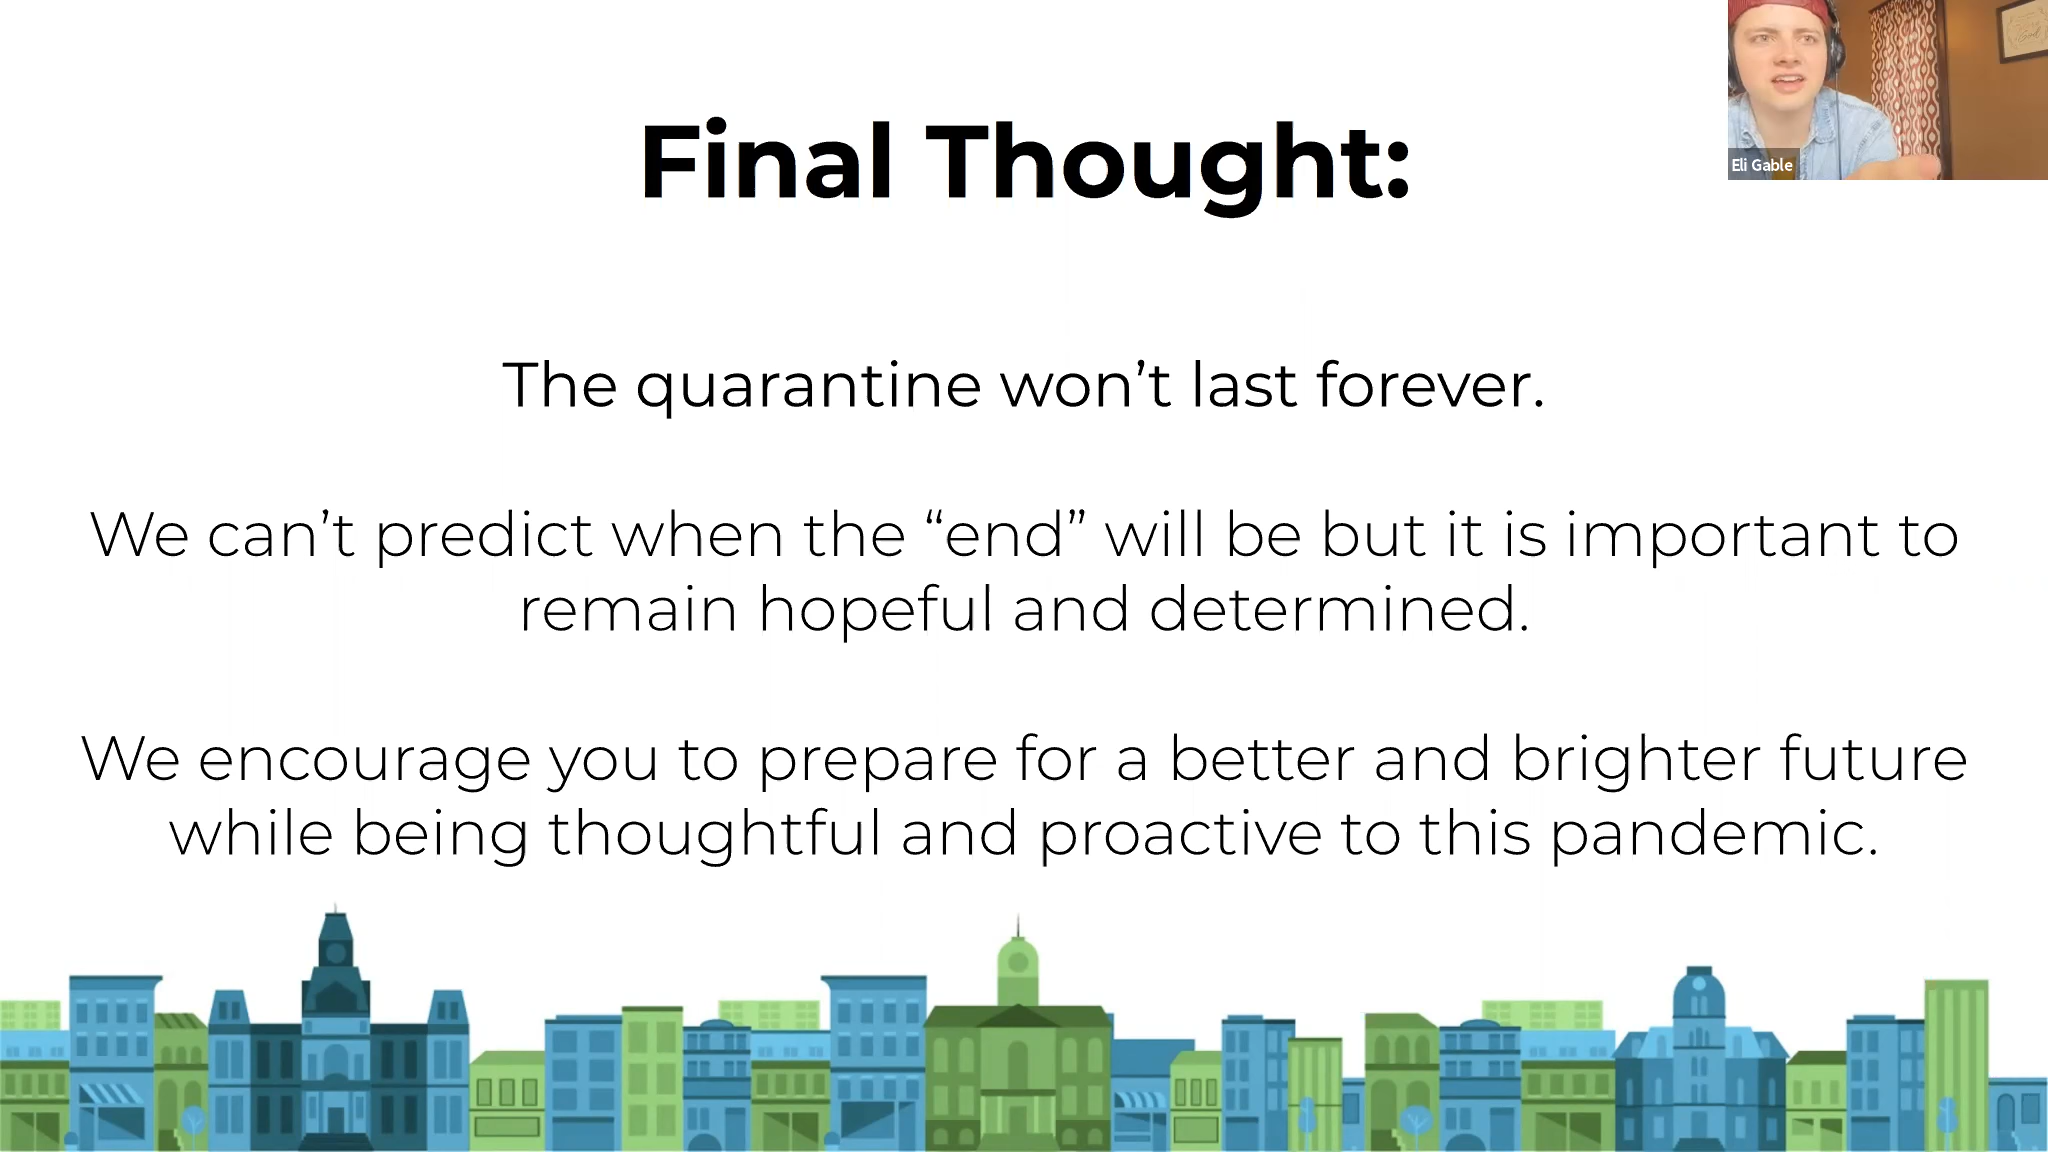 Final Thought:
Eli Gable
The quarantine won’t last forever.
We can’t predict when the “end” will be but it is important to
remain hopeful and determined.
We encourage you to prepare for a better and brighter future
while being thoughtful and proactive to this pandemic.